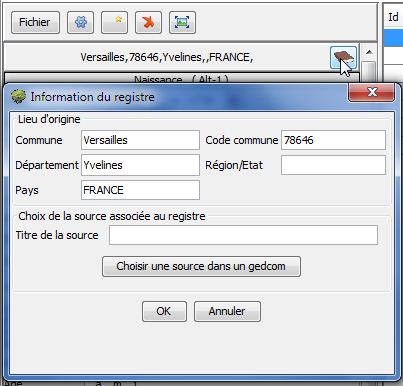 Fichier
Id
Versailles,78646,Yvelines,,FRANCE,
Naissance (Alt-1)
Information du registre
Lieu d'origine
Commune Versailles Code commune 78646
Département Yvelines Région/Etat
Pays FRANCE
Choix de la source associée au registre
Titre de la source
Choisir une source dans un gedcom
OK Annuler